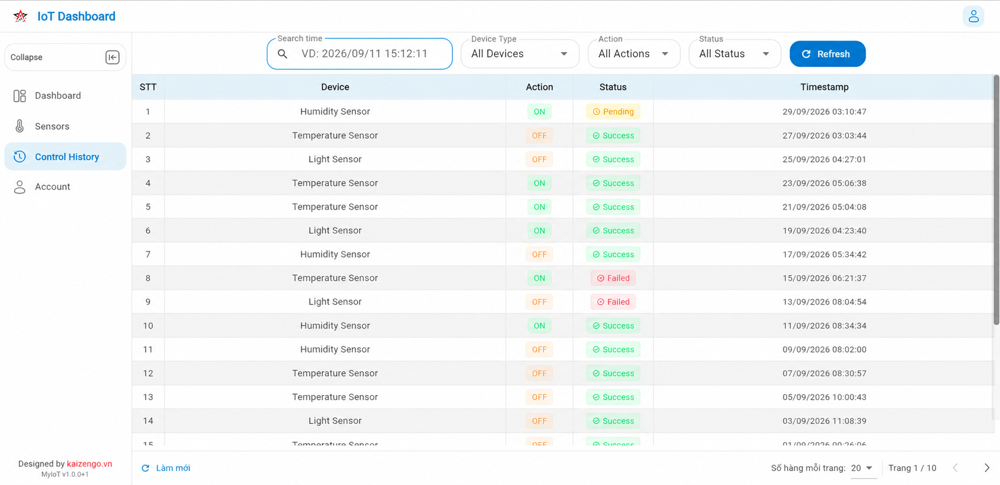 IoT Dashboard
Search time
VD: 2026/09/11 15:12:11
Device Type
All Devices
Action
All Actions
Status
All Status
Refresh
Collapse
Dashboard
Sensors
Control History
Account
STT Device Action Status Timestamp
1 Humidity Sensor ON Pending 29/09/2026 03:10:47
2 Temperature Sensor OFF Success 27/09/2026 03:03:44
3 Light Sensor OFF Success 25/09/2026 04:27:01
4 Temperature Sensor ON Success 23/09/2026 05:06:38
5 Temperature Sensor ON Success 21/09/2026 05:04:08
6 Light Sensor ON Success 19/09/2026 04:23:40
7 Humidity Sensor OFF Success 17/09/2026 05:34:42
8 Temperature Sensor ON Failed 15/09/2026 06:21:37
9 Light Sensor OFF Failed 13/09/2026 08:04:54
10 Humidity Sensor ON Success 11/09/2026 08:34:34
11 Humidity Sensor OFF Success 09/09/2026 08:02:00
12 Temperature Sensor OFF Success 07/09/2026 08:30:57
13 Temperature Sensor OFF Success 05/09/2026 10:00:43
14 Light Sensor OFF Success 03/09/2026 11:08:39
15 Temperature Sensor OFF Success 01/09/2026
Designed by kaizengo.vn
MyIoT v1.0.0+1
Làm mới
Số hàng mỗi trang: 20
Trang 1 / 10